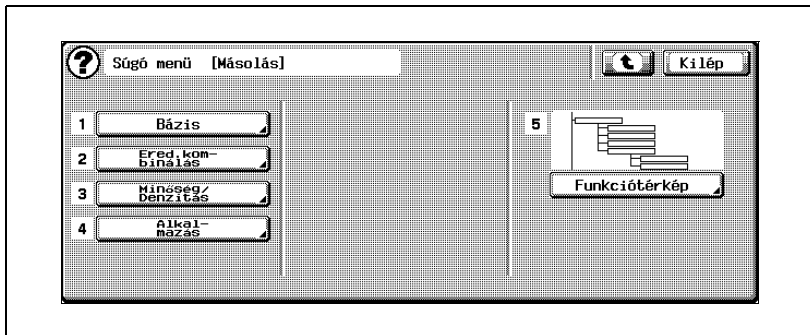 ? Súgó menü [Másolás]
Kilép
1 Bázis
2 Ered.kom-
binálás
3 Minőség/
Denzitás
4 Alkal-
mazás
5
Funkciótérkép